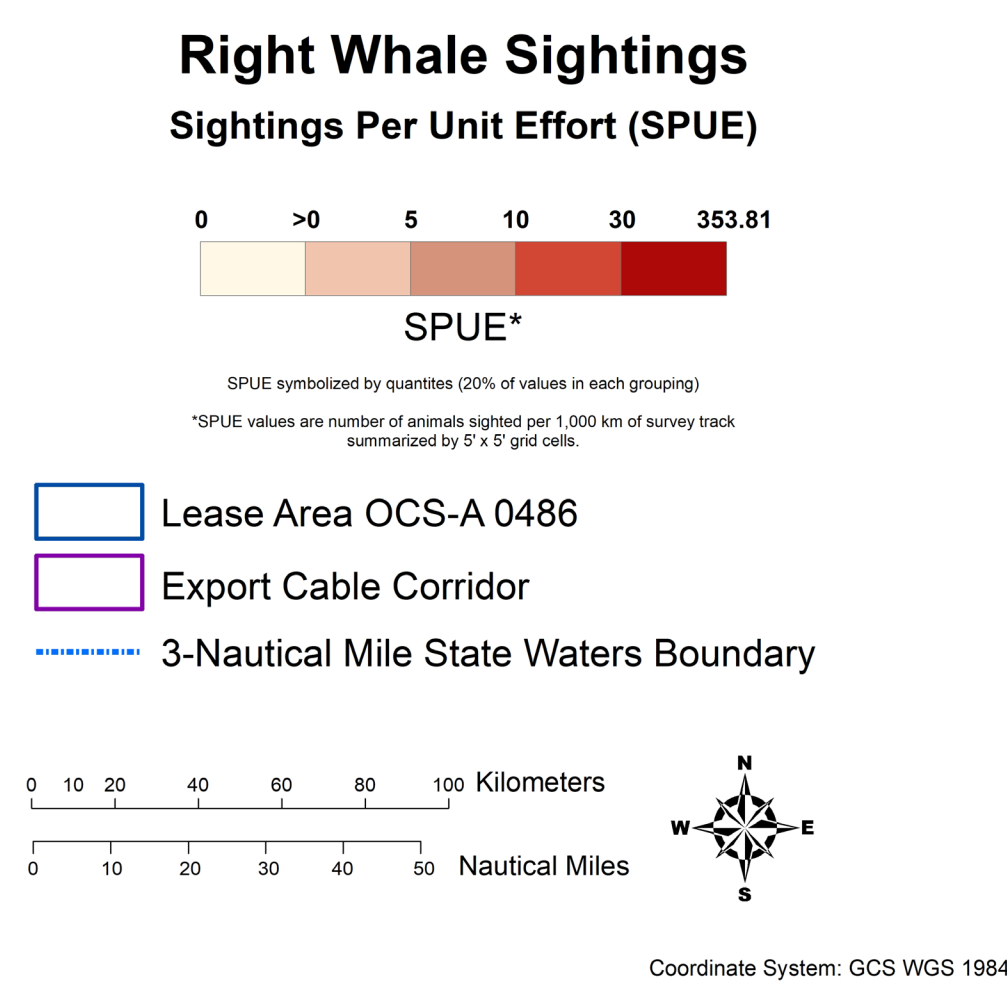 Right Whale Sightings
Sightings Per Unit Effort (SPUE)
0 >0 5 10 30 353.81
SPUE*
SPUE symbolized by quantites (20% of values in each grouping)
*SPUE values are number of animals sighted per 1,000 km of survey track
summarized by 5' x 5' grid cells.
Lease Area OCS-A 0486
Export Cable Corridor
3-Nautical Mile State Waters Boundary
0 10 20 40 60 80 100 Kilometers
0 10 20 30 40 50 Nautical Miles
N
W E
S
Coordinate System: GCS WGS 1984